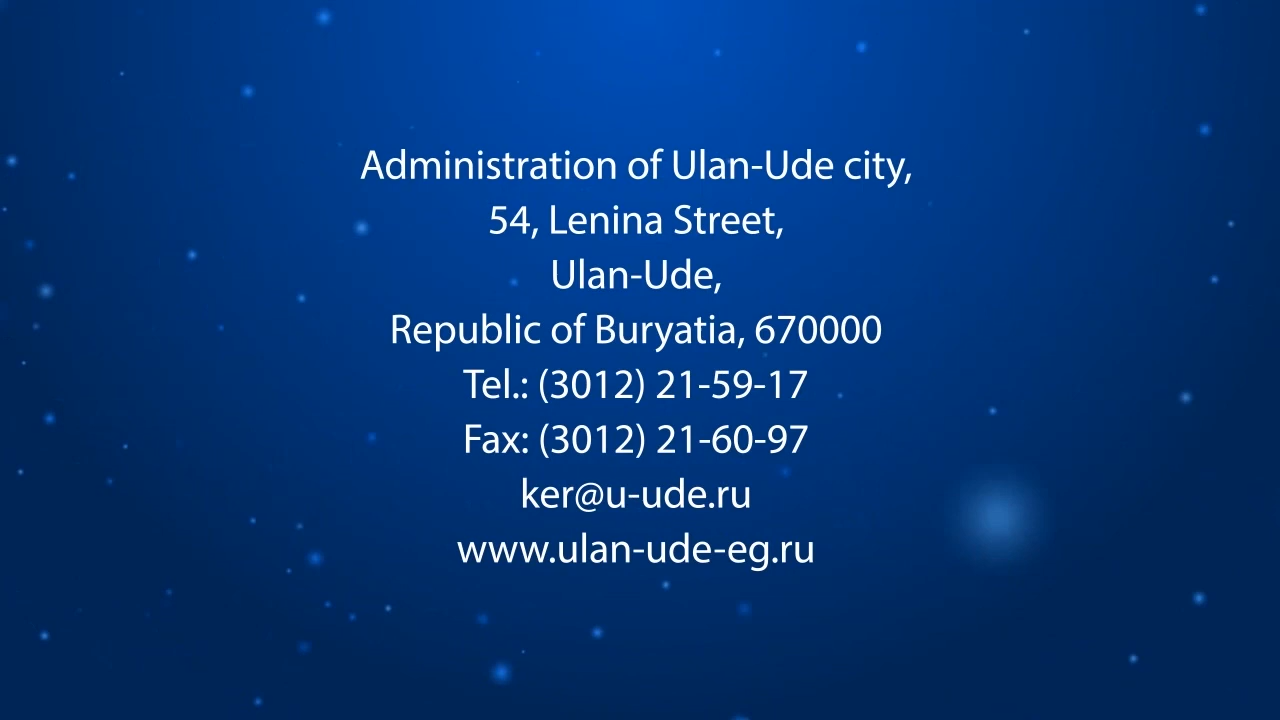 Administration of Ulan-Ude city,
54, Lenina Street,
Ulan-Ude,
Republic of Buryatia, 670000
Tel.: (3012) 21-59-17
Fax: (3012) 21-60-97
ker@u-ude.ru
www.ulan-ude-eg.ru